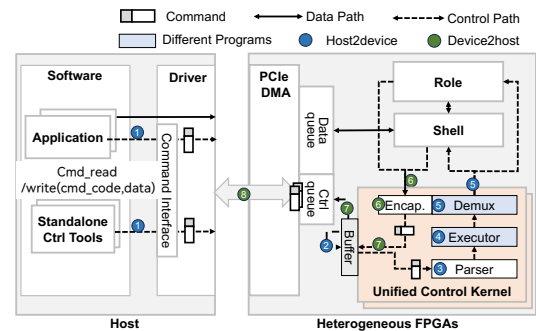 Command
Data Path
Control Path
Different Programs
Host2device
Device2host
Software
Driver
Application
1
Cmd_read
/write(cmd_code,data)
Standalone
Ctrl Tools
1
Command Interface
Host
8
PCIe
DMA
Data
queue
Ctrl
queue
Role
Shell
6
5
7
6
Encap.
5
Demux
2
Buffer
7
4
Executor
3
Parser
Unified Control Kernel
Heterogeneous FPGAs